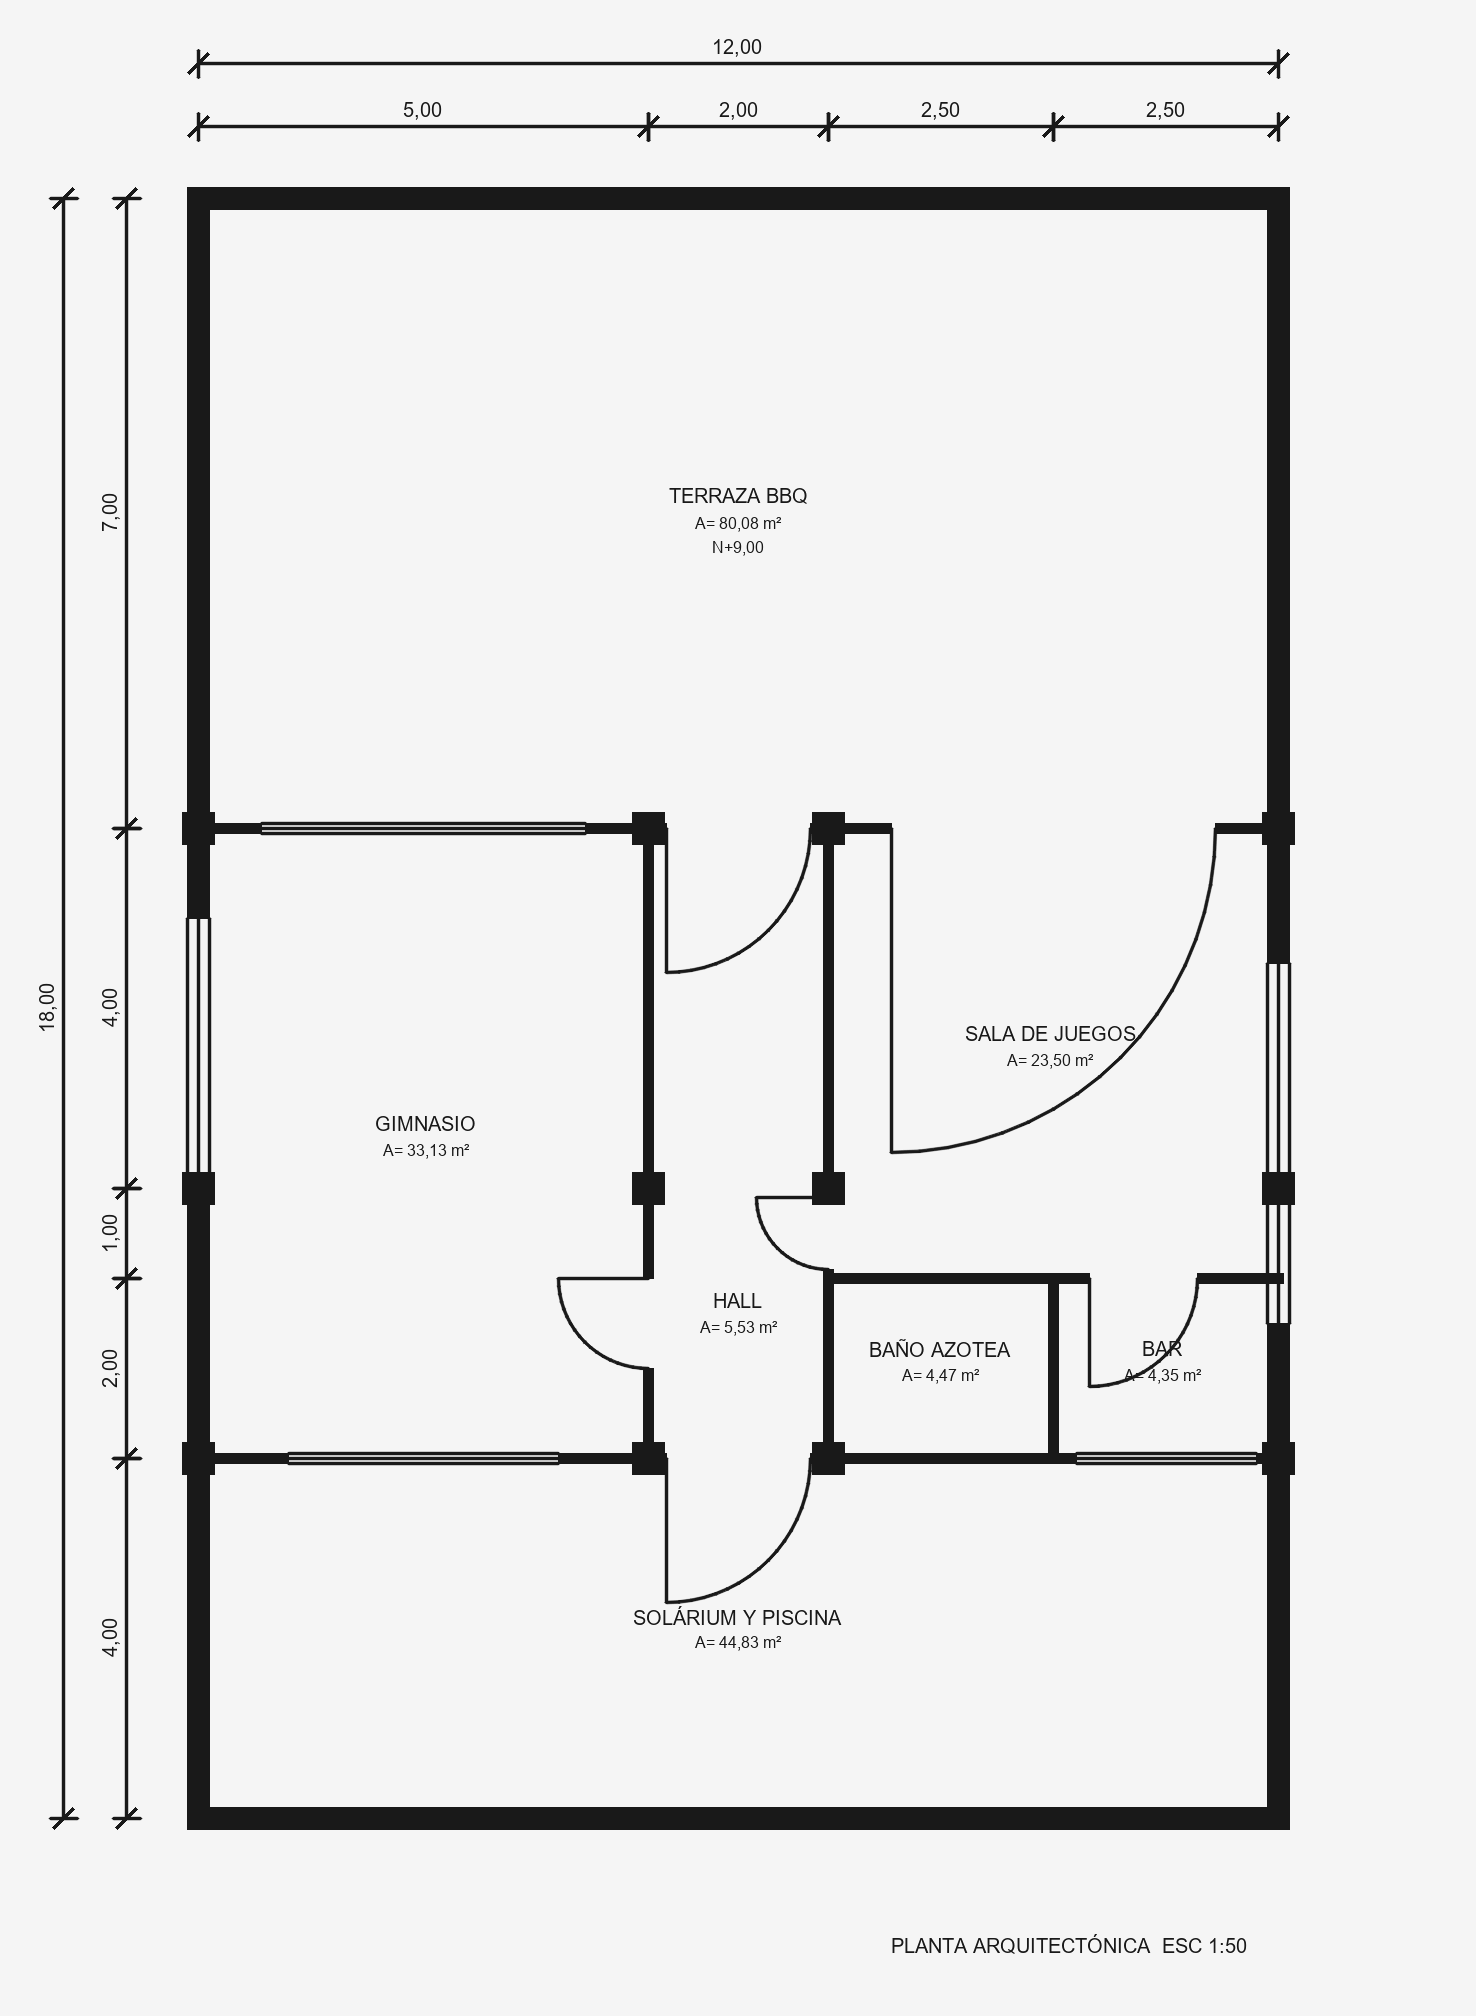 12,00
5,00
2,00
2,50
2,50
7,00
18,00
4,00
1,00
2,00
4,00
TERRAZA BBQ
A= 80,08 m²
N+9,00
SALA DE JUEGOS
A= 23,50 m²
GIMNASIO
A= 33,13 m²
HALL
A= 5,53 m²
BAÑO AZOTEA
A= 4,47 m²
BAR
A= 4,35 m²
SOLÁRIUM Y PISCINA
A= 44,83 m²
PLANTA ARQUITECTÓNICA  ESC 1:50